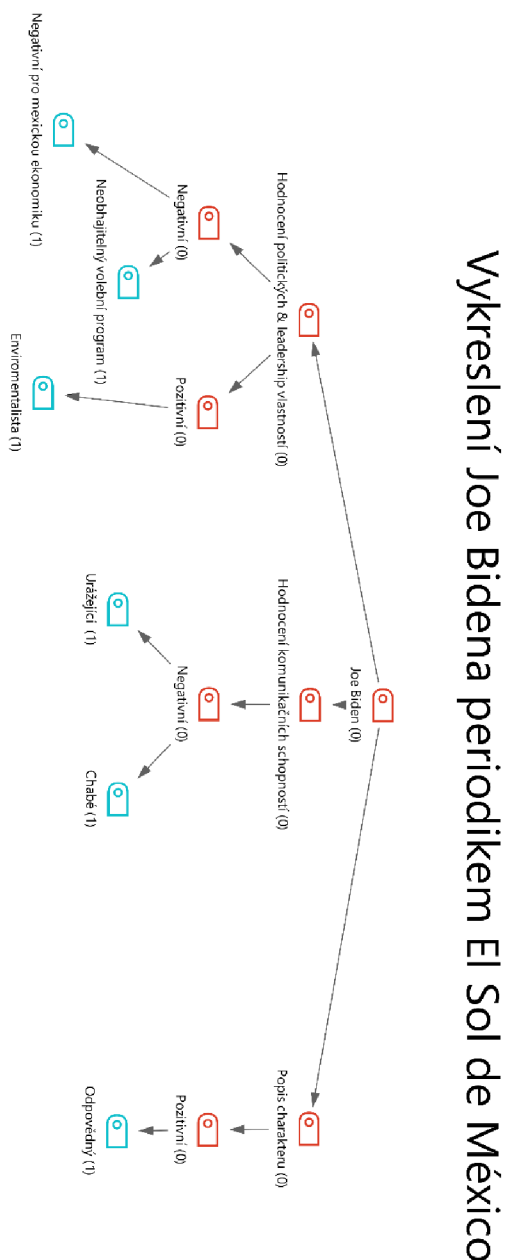 Vykreslení Joe Bidena periodikem El Sol de México
Joe Biden (0)
Hodnocení politických & leadership vlastností (0)
Hodnocení komunikačních schopností (0)
Popis charakteru (0)
Negativní (0)
Pozitivní (0)
Negativní (0)
Pozitivní (0)
Negativní pro mexickou ekonomiku (1)
Neobhajitelný volební program (1)
Enviromentalista (1)
Urážející (1)
Chabé (1)
Odpovědný (1)